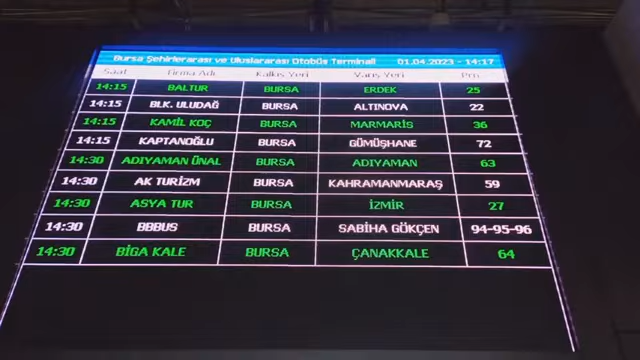 Bursa Şehirlerarası ve Uluslararası Otobüs Terminali 01.04.2023 - 14:17
Saat Firma Adı Kalkış Yeri Varış Yeri Prn.
14:15 BALTUR BURSA ERDEK 25
14:15 BLK. ULUDAĞ BURSA ALTINOVA 22
14:15 KAMİL KOÇ BURSA MARMARİS 36
14:15 KAPTANOĞLU BURSA GÜMÜŞHANE 72
14:30 ADIYAMAN ÜNAL BURSA ADIYAMAN 63
14:30 AK TURİZM BURSA KAHRAMANMARAŞ 59
14:30 ASYA TUR BURSA İZMİR 27
14:30 BBBUS BURSA SABİHA GÖKÇEN 94-95-96
14:30 BİGA KALE BURSA ÇANAKKALE 64